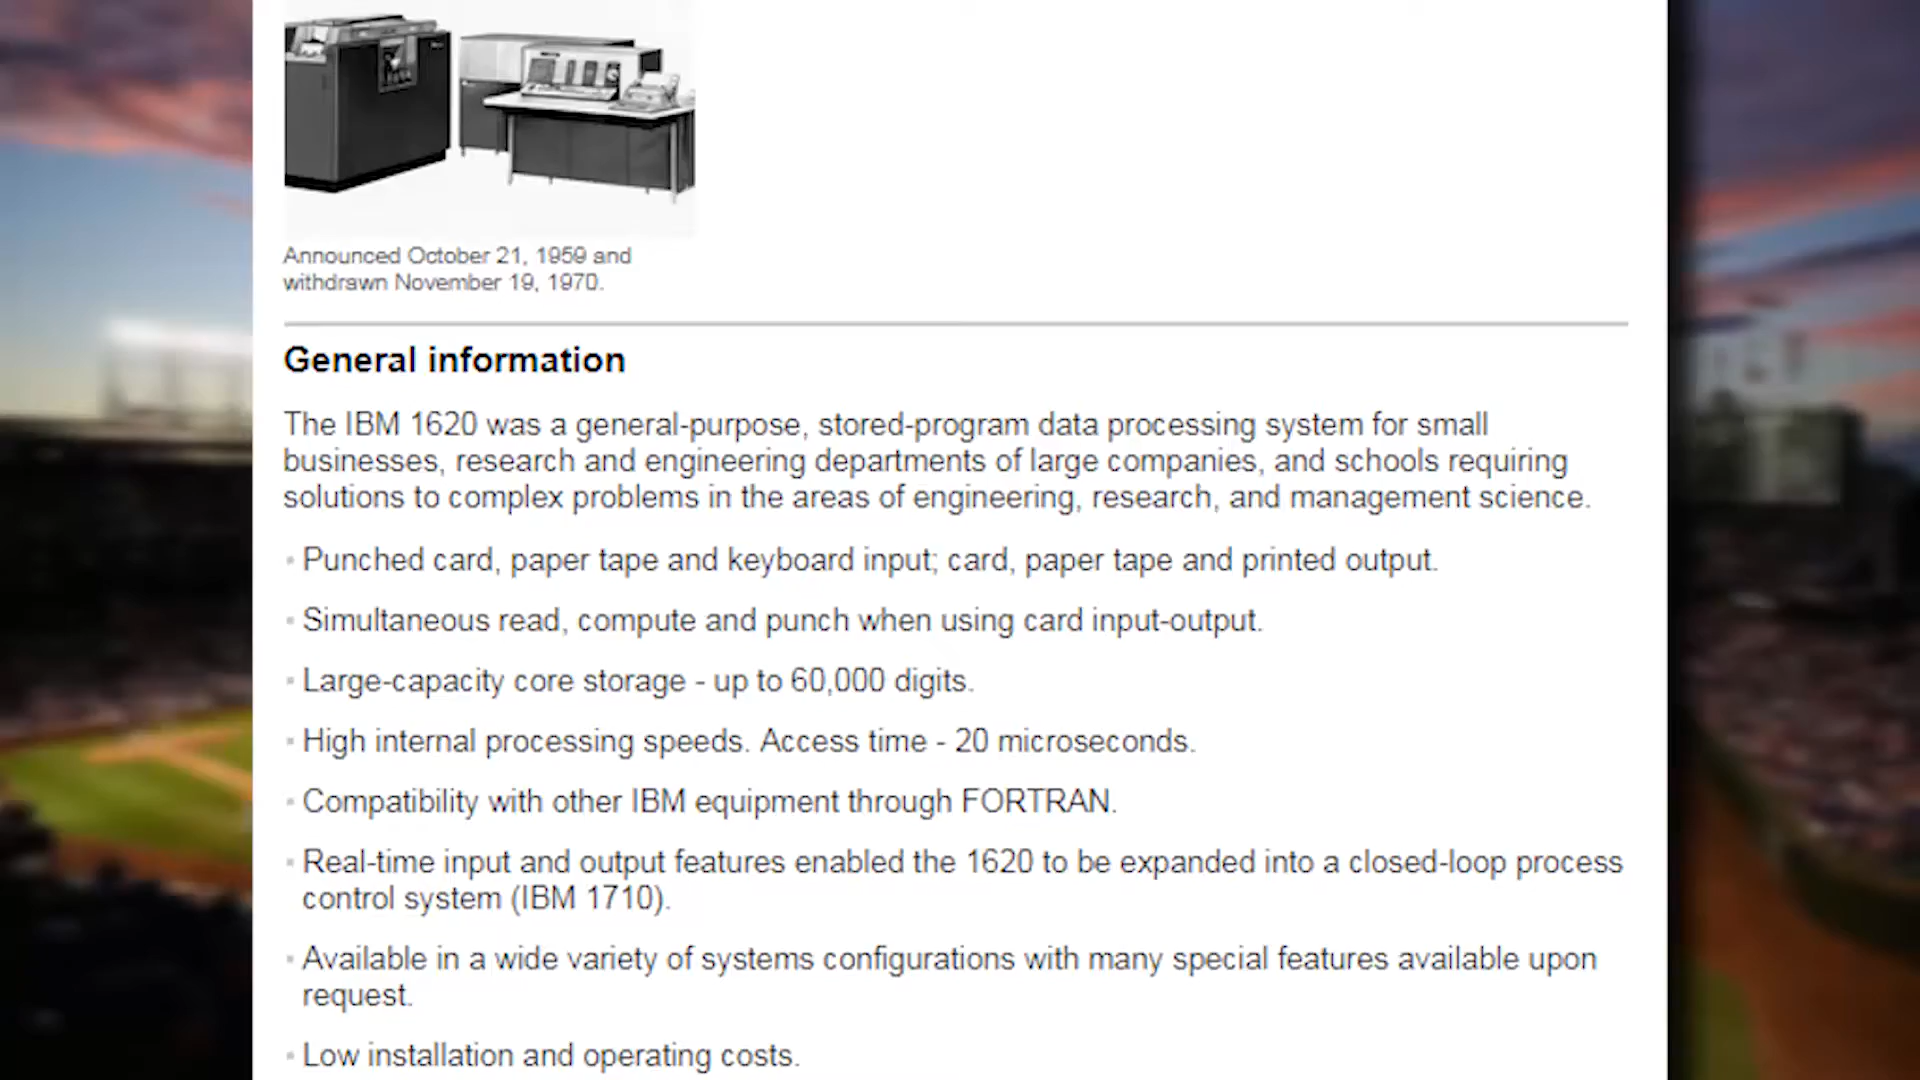 Announced October 21, 1959 and
withdrawn November 19, 1970.
General information
The IBM 1620 was a general-purpose, stored-program data processing system for small
businesses, research and engineering departments of large companies, and schools requiring
solutions to complex problems in the areas of engineering, research, and management science.
Punched card, paper tape and keyboard input; card, paper tape and printed output.
Simultaneous read, compute and punch when using card input-output.
Large-capacity core storage - up to 60,000 digits.
High internal processing speeds. Access time - 20 microseconds.
Compatibility with other IBM equipment through FORTRAN.
Real-time input and output features enabled the 1620 to be expanded into a closed-loop process
control system (IBM 1710).
Available in a wide variety of systems configurations with many special features available upon
request.
Low installation and operating costs.